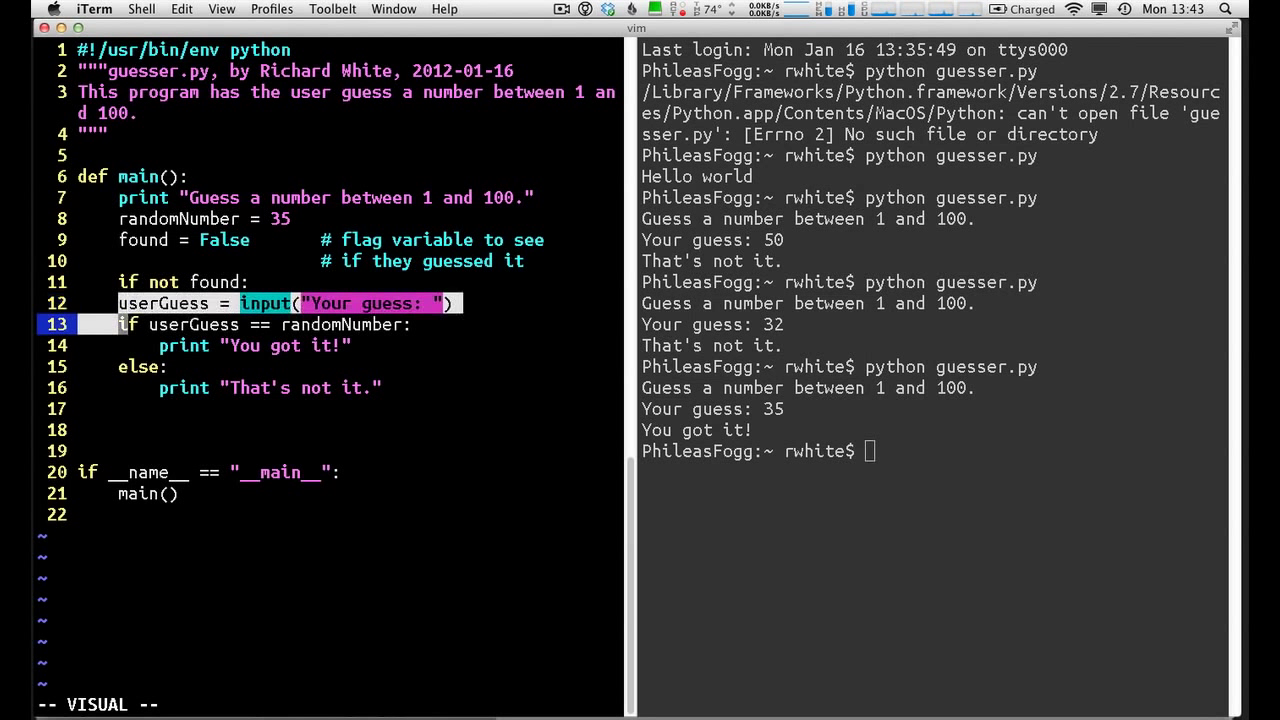 iTerm Shell Edit View Profiles Toolbelt Window Help 74° 0.0KB/s 0.0KB/s Charged Mon 13:43
vim
1 #!/usr/bin/env python
2 """guesser.py, by Richard White, 2012-01-16
3 This program has the user guess a number between 1 an
d 100.
4 """
5
6 def main():
7     print "Guess a number between 1 and 100."
8     randomNumber = 35
9     found = False       # flag variable to see
10                         # if they guessed it
11     if not found:
12     userGuess = input("Your guess: ")
13     if userGuess == randomNumber:
14         print "You got it!"
15     else:
16         print "That's not it."
17
18
19
20 if __name__ == "__main__":
21     main()
22
~
~
~
~
~
~
~
~
-- VISUAL --
Last login: Mon Jan 16 13:35:49 on ttys000
PhileasFogg:~ rwhite$ python guesser.py
/Library/Frameworks/Python.framework/Versions/2.7/Resourc
es/Python.app/Contents/MacOS/Python: can't open file 'gue
sser.py': [Errno 2] No such file or directory
PhileasFogg:~ rwhite$ python guesser.py
Hello world
PhileasFogg:~ rwhite$ python guesser.py
Guess a number between 1 and 100.
Your guess: 50
That's not it.
PhileasFogg:~ rwhite$ python guesser.py
Guess a number between 1 and 100.
Your guess: 32
That's not it.
PhileasFogg:~ rwhite$ python guesser.py
Guess a number between 1 and 100.
Your guess: 35
You got it!
PhileasFogg:~ rwhite$